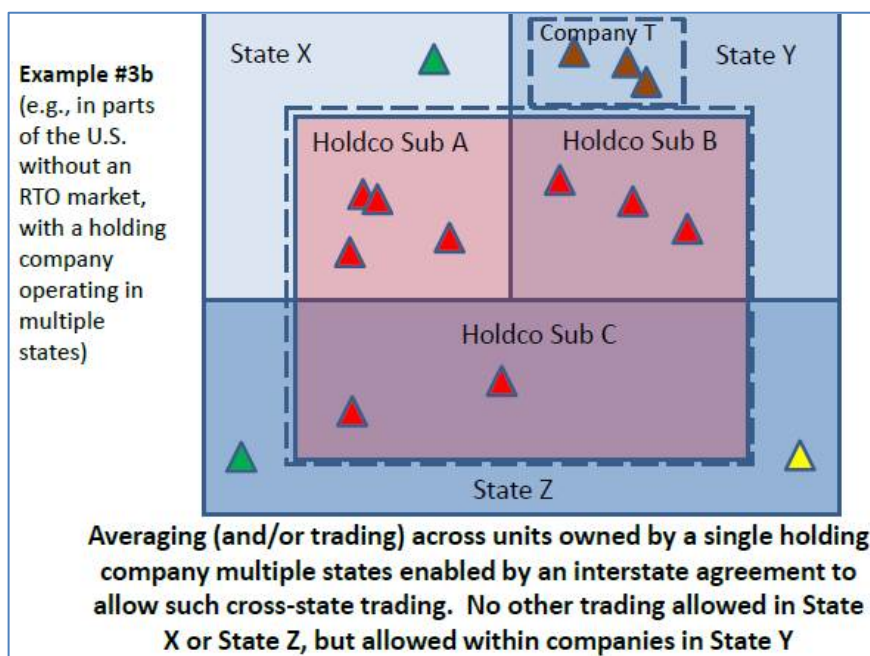 Example #3b
(e.g., in parts
of the U.S.
without an
RTO market,
with a holding
company
operating in
multiple
states)
State X
Company T
State Y
Holdco Sub A
Holdco Sub B
Holdco Sub C
State Z
Averaging (and/or trading) across units owned by a single holding
company multiple states enabled by an interstate agreement to
allow such cross-state trading.  No other trading allowed in State
X or State Z, but allowed within companies in State Y